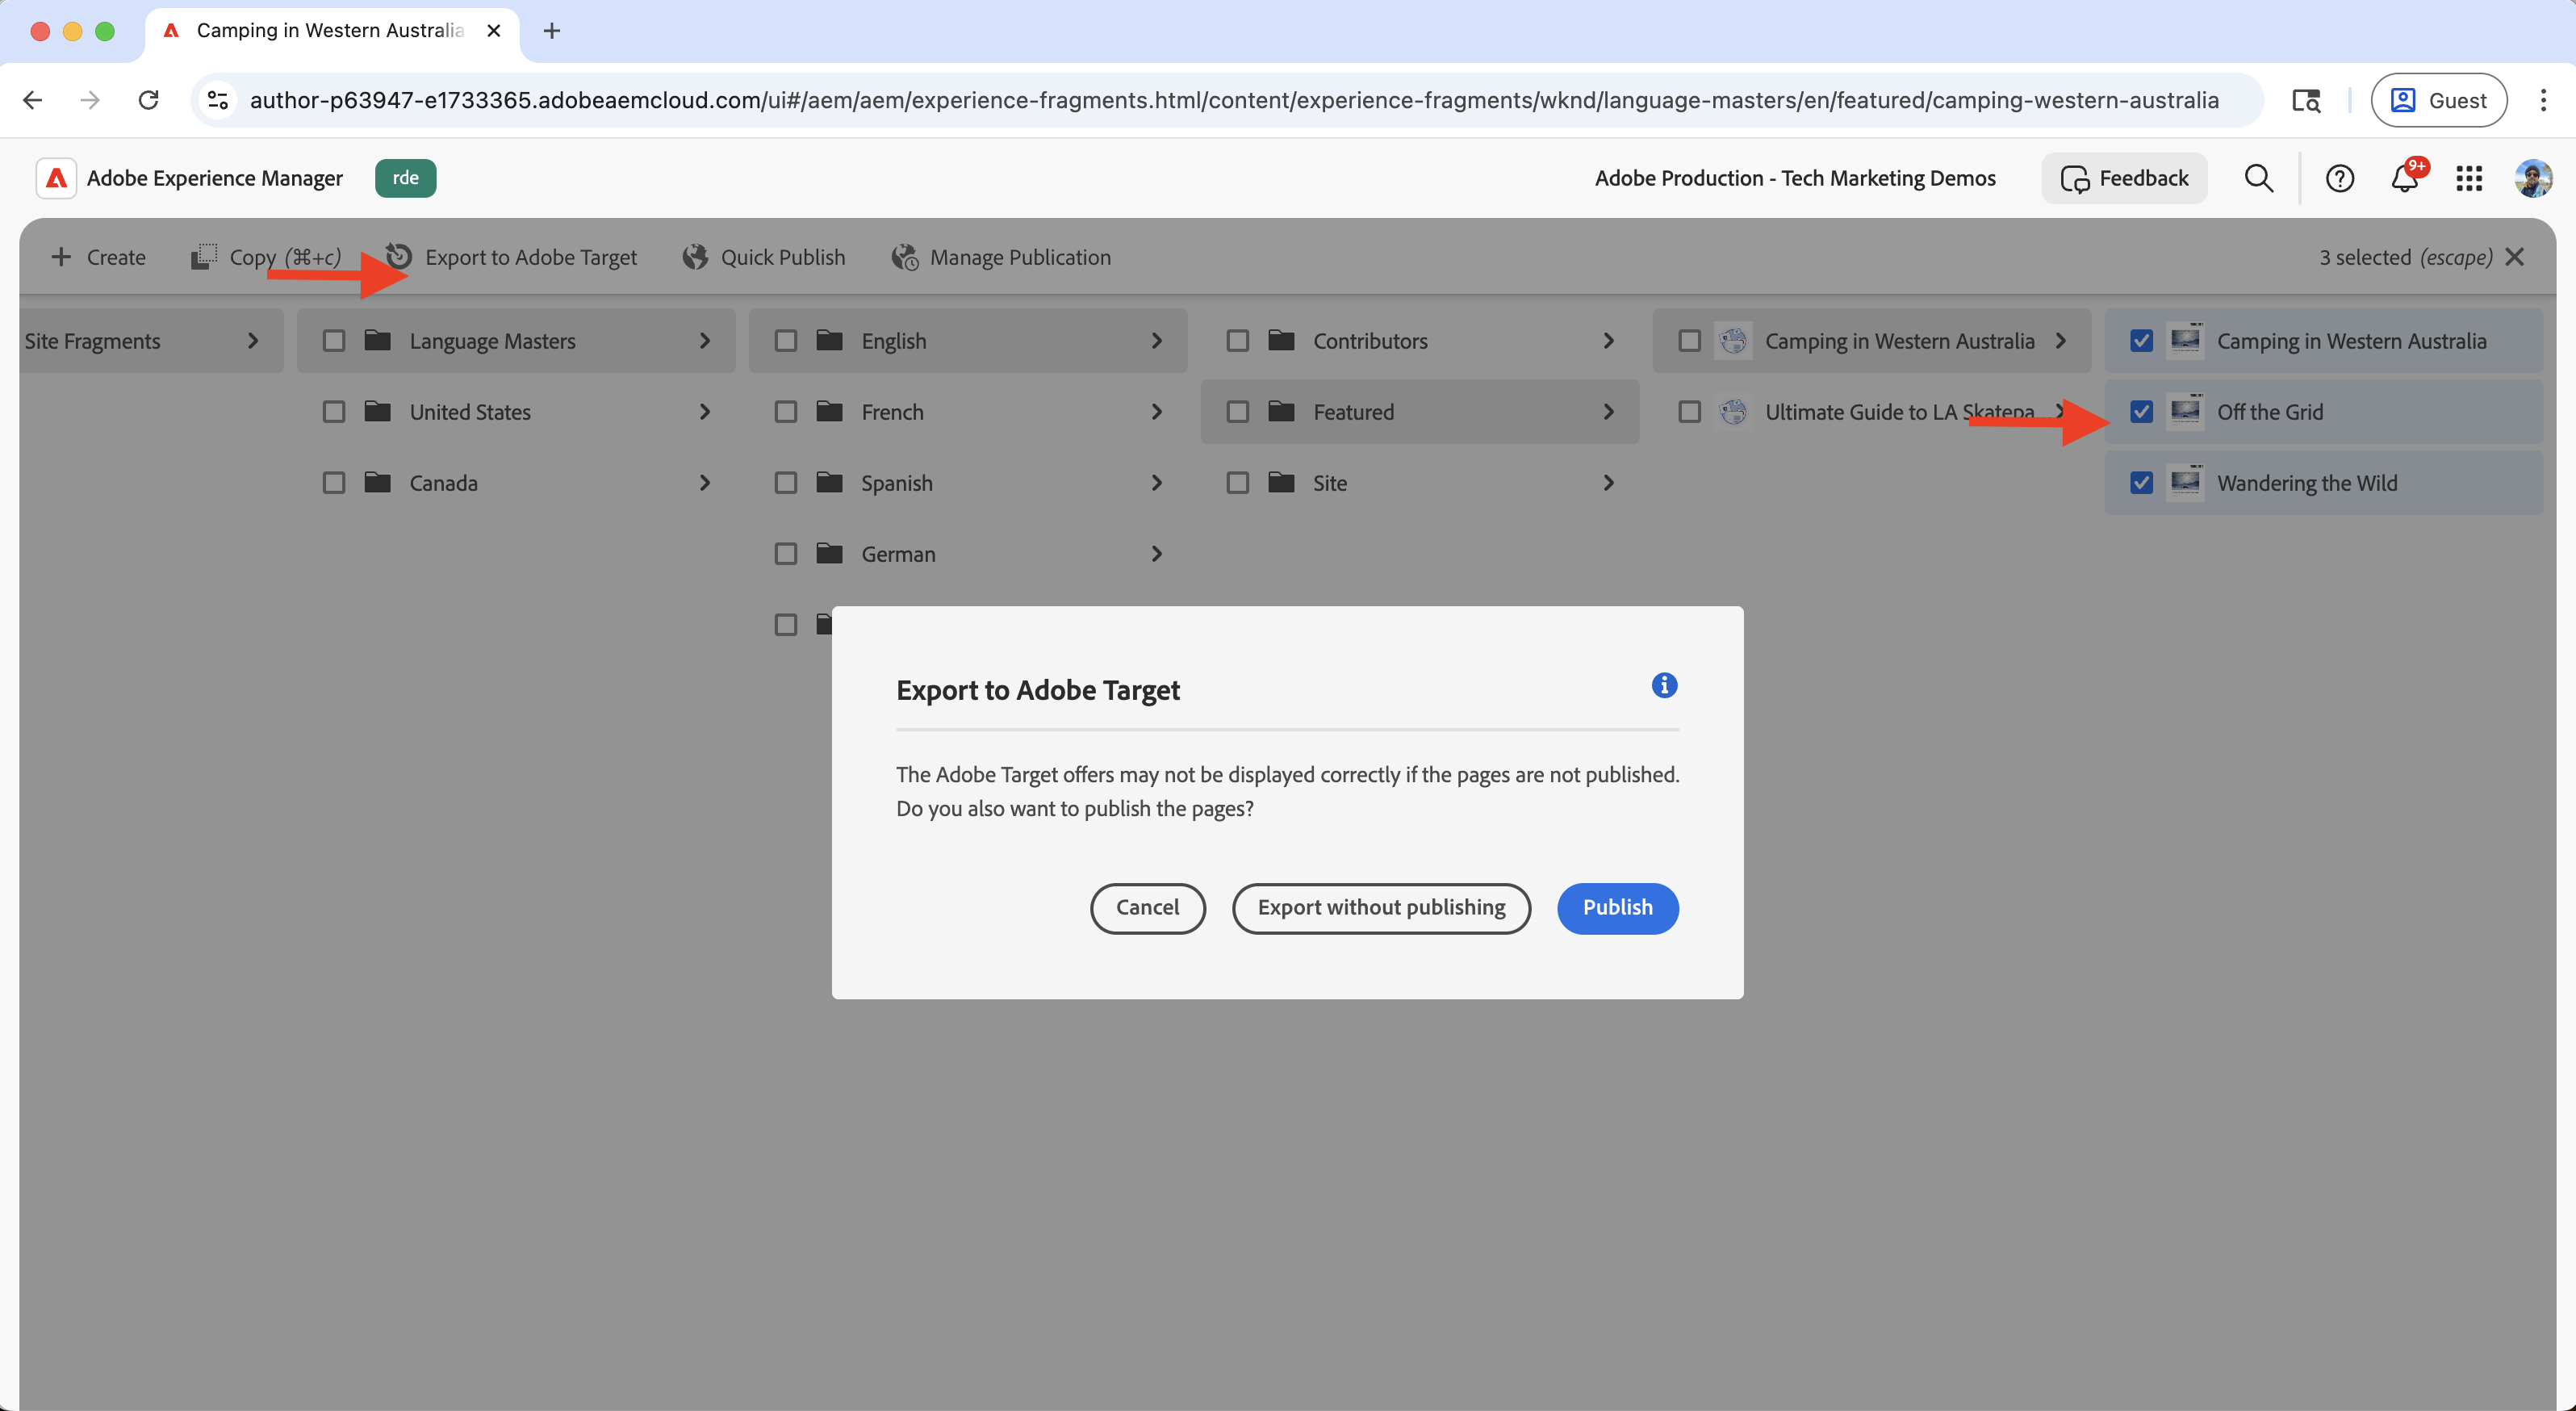 Camping in Western Australia
author-p63947-e1733365.adobeaemcloud.com/ui#/aem/aem/experience-fragments.html/content/experience-fragments/wknd/language-masters/en/featured/camping-western-australia
Guest
Adobe Experience Manager
rde
Adobe Production - Tech Marketing Demos
Feedback
9+
Create
Copy (⌘+c)
Export to Adobe Target
Quick Publish
Manage Publication
3 selected (escape)
Site Fragments
Language Masters
English
Contributors
Camping in Western Australia
Camping in Western Australia
United States
French
Featured
Ultimate Guide to LA Skatepa
Off the Grid
Canada
Spanish
Site
Wandering the Wild
German
Export to Adobe Target
The Adobe Target offers may not be displayed correctly if the pages are not published.
Do you also want to publish the pages?
Cancel
Export without publishing
Publish